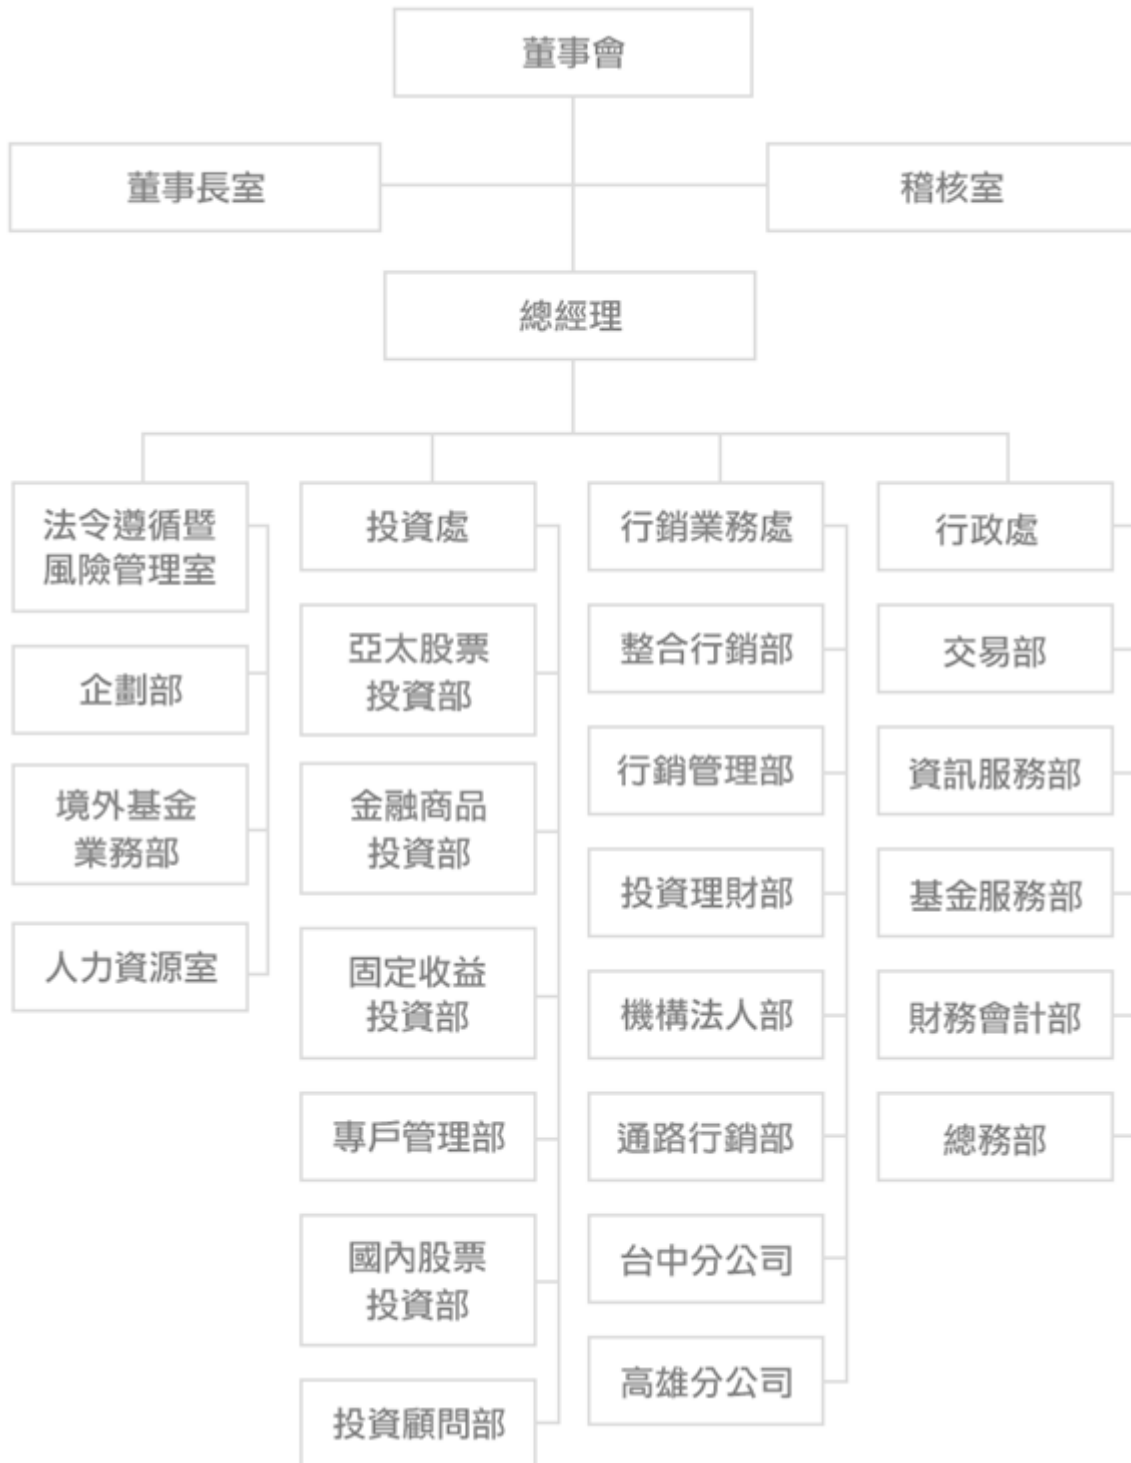 董事會
董事長室
稽核室
總經理
法令遵循暨
風險管理室
企劃部
境外基金
業務部
人力資源室
投資處
亞太股票
投資部
金融商品
投資部
固定收益
投資部
專戶管理部
國內股票
投資部
投資顧問部
行銷業務處
整合行銷部
行銷管理部
投資理財部
機構法人部
通路行銷部
台中分公司
高雄分公司
行政處
交易部
資訊服務部
基金服務部
財務會計部
總務部